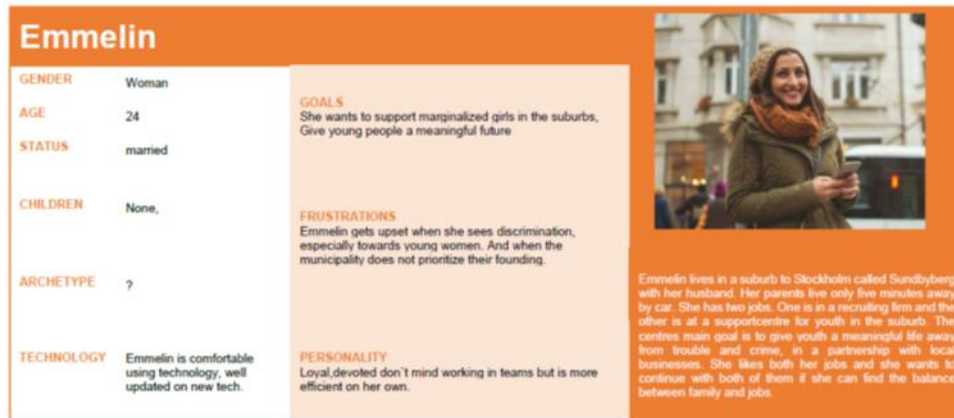 Emmelin
GENDER
Woman
AGE
24
STATUS
married
CHILDREN
None,
ARCHETYPE
?
TECHNOLOGY
Emmelin is comfortable
using technology, well
updated on new tech.
GOALS
She wants to support marginalized girls in the suburbs,
Give young people a meaningful future
FRUSTRATIONS
Emmelin gets upset when she sees discrimination,
especially towards young women. And when the
municipality does not prioritize their founding.
PERSONALITY
Loyal,devoted don`t mind working in teams but is more
efficient on her own.
Emmelin lives in a suburb to Stockholm called Sundbyberg
with her husband. Her parents live only five minutes away
by car. She has two jobs. One is in a recruting firm and the
other is at a supportcentre for youth in the suburb. The
centres main goal is to give youth a meaningful life away
from trouble and crime, in a partnership with local
businesses. She likes both her jobs and she wants to
continue with both of them if she can find the balance
between family and jobs.